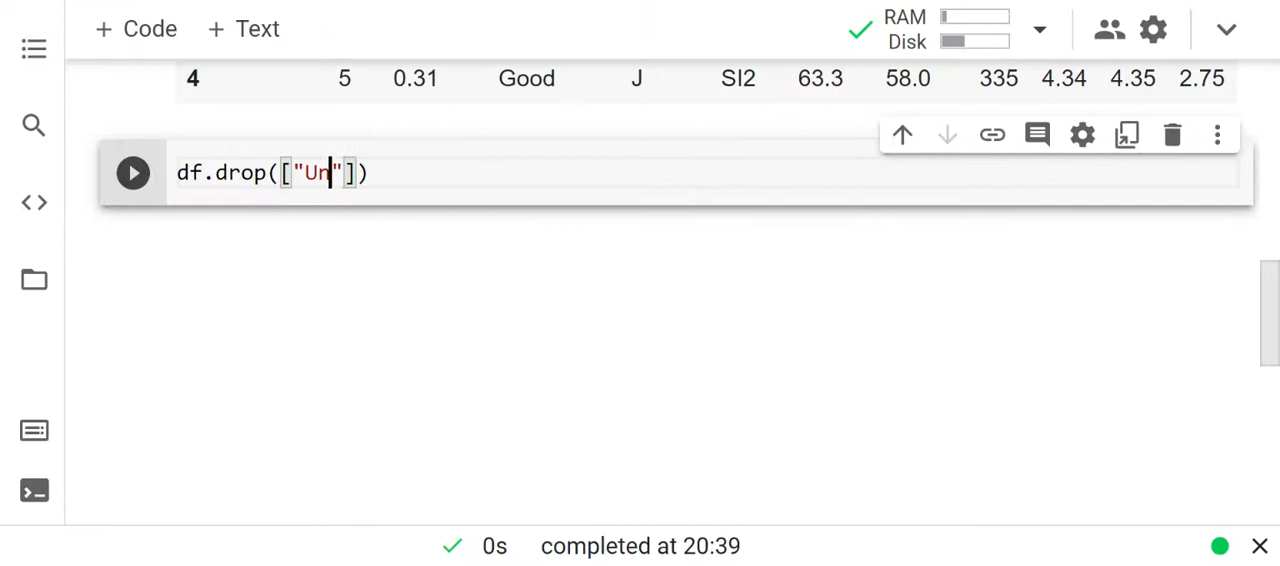 + Code + Text
RAM
Disk
4 5 0.31 Good J SI2 63.3 58.0 335 4.34 4.35 2.75
df.drop(["Un"])
0s completed at 20:39